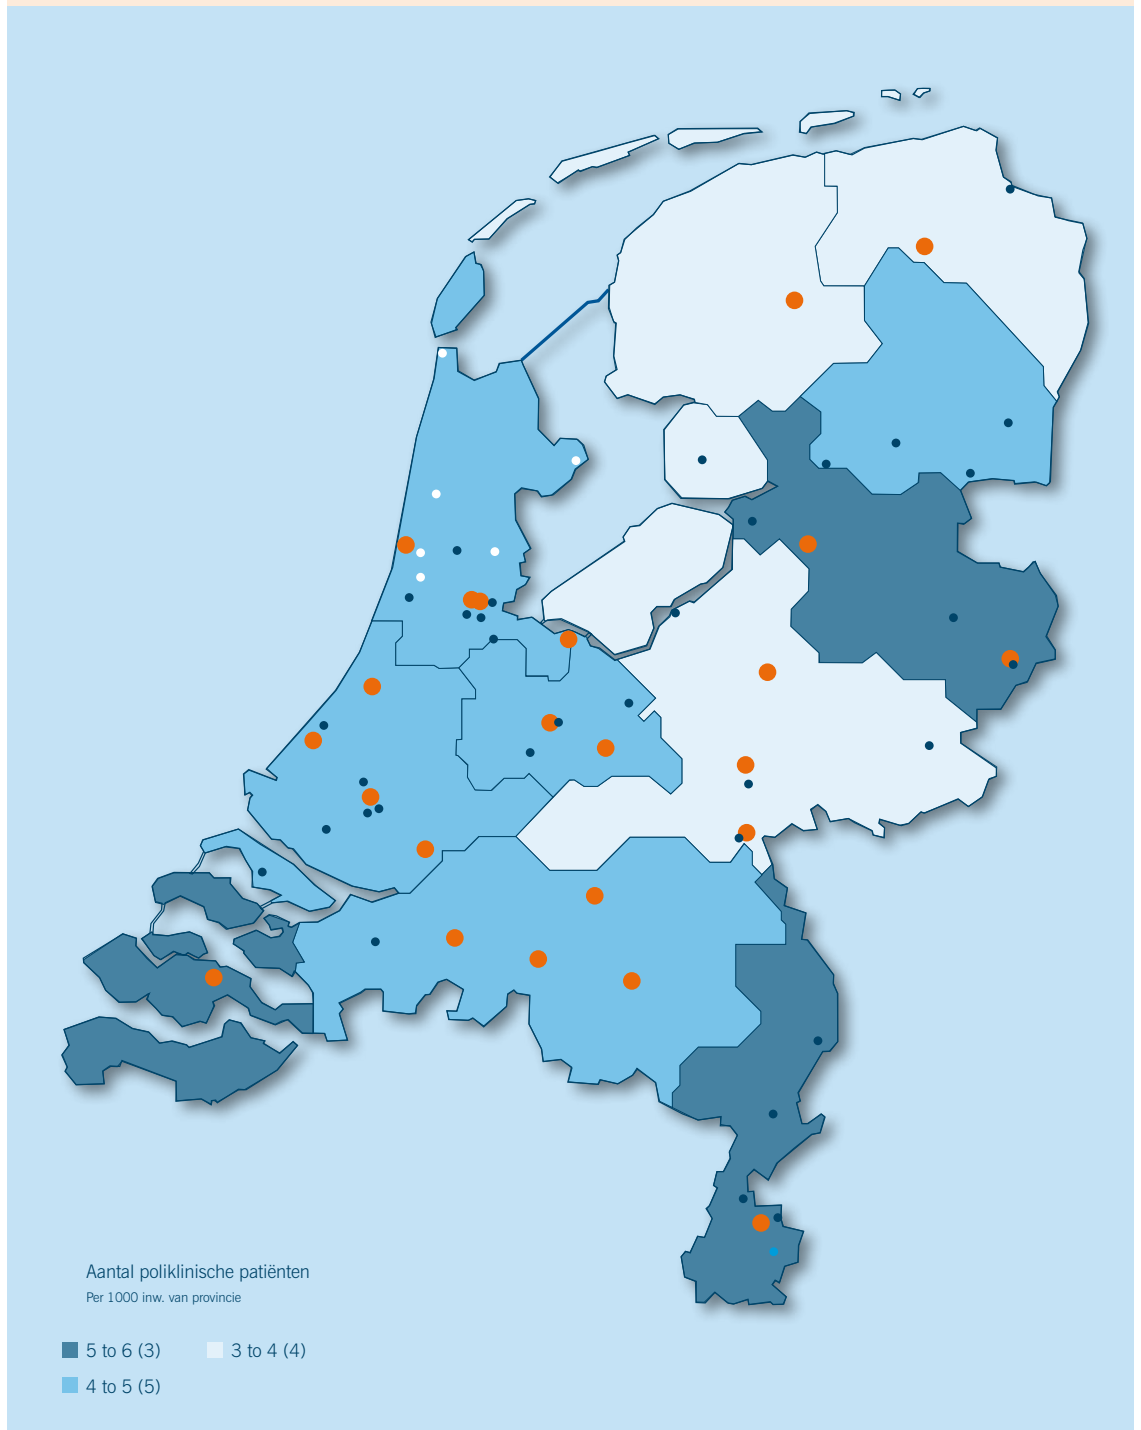 Aantal poliklinische patiënten
Per 1000 inw. van provincie
5 to 6 (3)
3 to 4 (4)
4 to 5 (5)